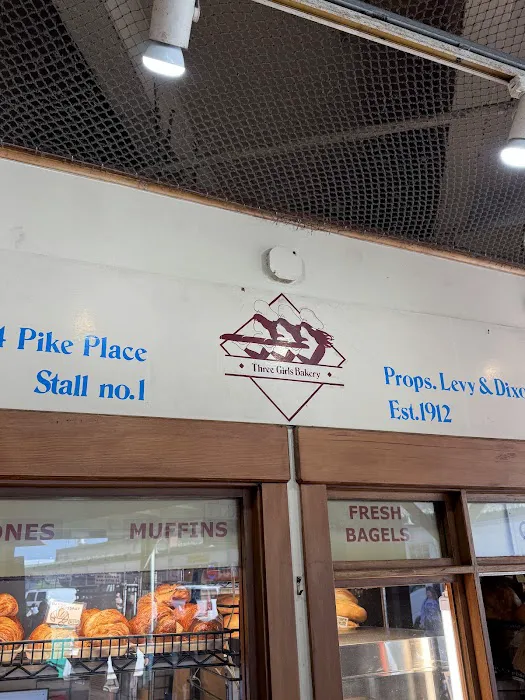 4 Pike Place
Stall no.1
Three Girls Bakery
Props. Levy & Dixo
Est.1912
ONES
MUFFINS
FRESH
BAGELS